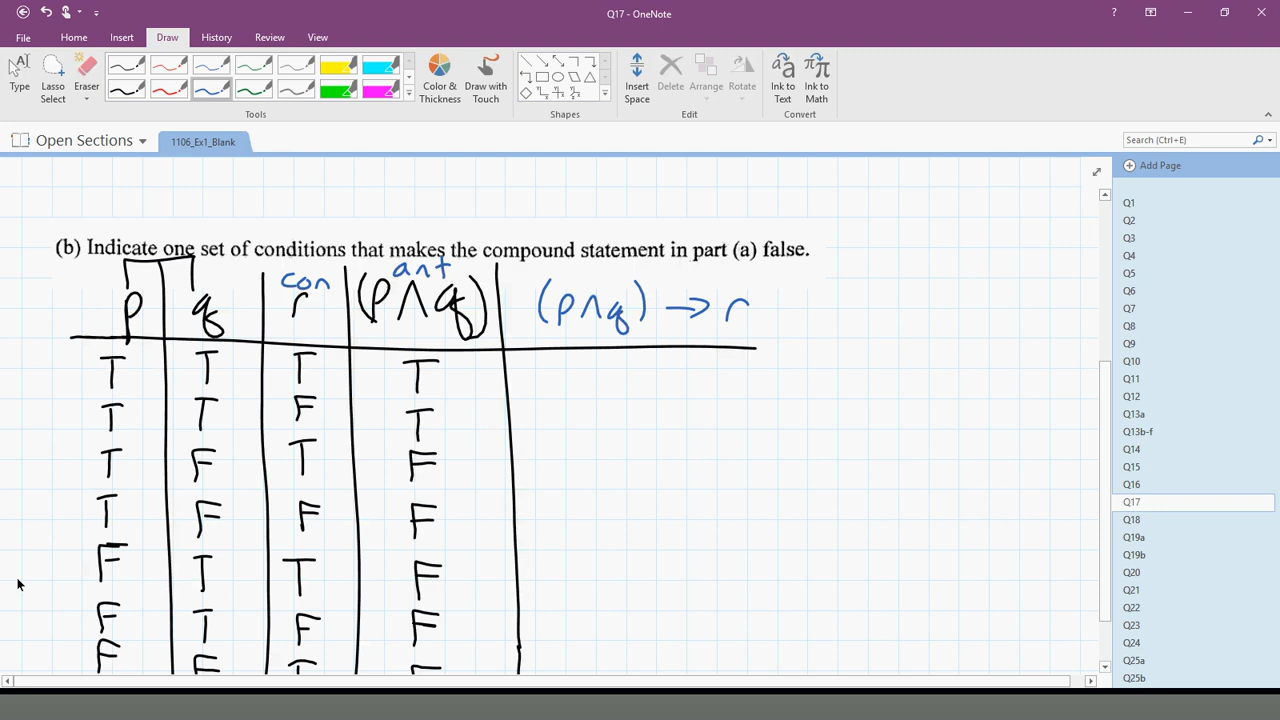 Q17 - OneNote
?
File Home Insert Draw History Review View
Type Lasso Select Eraser Color & Thickness Draw with Touch Insert Space Delete Arrange Rotate Ink to Text Ink to Math
Tools Shapes Edit Convert
Open Sections 1106_Ex1_Blank Search (Ctrl+E)
Add Page
(b) Indicate one set of conditions that makes the compound statement in part (a) false.
con ant
p q r (p ∧ q) (p ∧ q) → r
T T T T
T T F T
T F T F
T F F F
F T T F
F T F F
F F T F
Q1
Q2
Q3
Q4
Q5
Q6
Q7
Q8
Q9
Q10
Q11
Q12
Q13a
Q13b-f
Q14
Q15
Q16
Q17
Q18
Q19a
Q19b
Q20
Q21
Q22
Q23
Q24
Q25a
Q25b